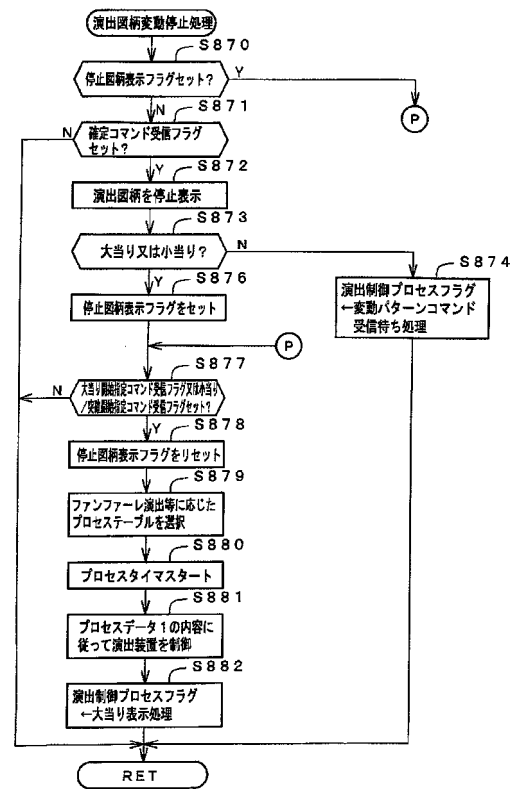 演出図柄変動停止処理
S870
停止図柄表示フラグセット?
Y
P
N
S871
確定コマンド受信フラグ
セット?
N
Y
S872
演出図柄を停止表示
S873
大当り又は小当り?
N
Y
S874
演出制御プロセスフラグ
←変動パターンコマンド
受信待ち処理
S876
停止図柄表示フラグをセット
P
S877
大当り開始指定コマンド受信フラグ又は小当り
/突確開始指定コマンド受信フラグセット?
N
Y
S878
停止図柄表示フラグをリセット
S879
ファンファーレ演出等に応じた
プロセステーブルを選択
S880
プロセスタイマスタート
S881
プロセスデータ1の内容に
従って演出装置を制御
S882
演出制御プロセスフラグ
←大当り表示処理
RET